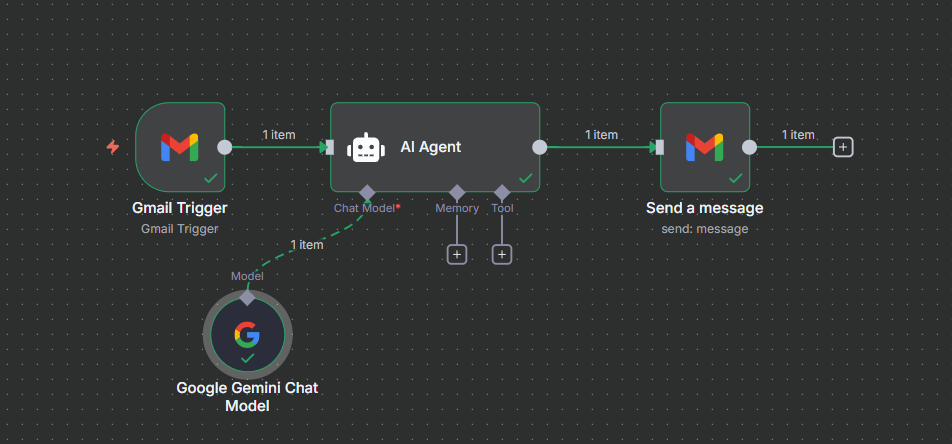 1 item
AI Agent
1 item
1 item
Gmail Trigger
Gmail Trigger
Chat Model*
Memory
Tool
Send a message
send: message
1 item
Model
Google Gemini Chat
Model